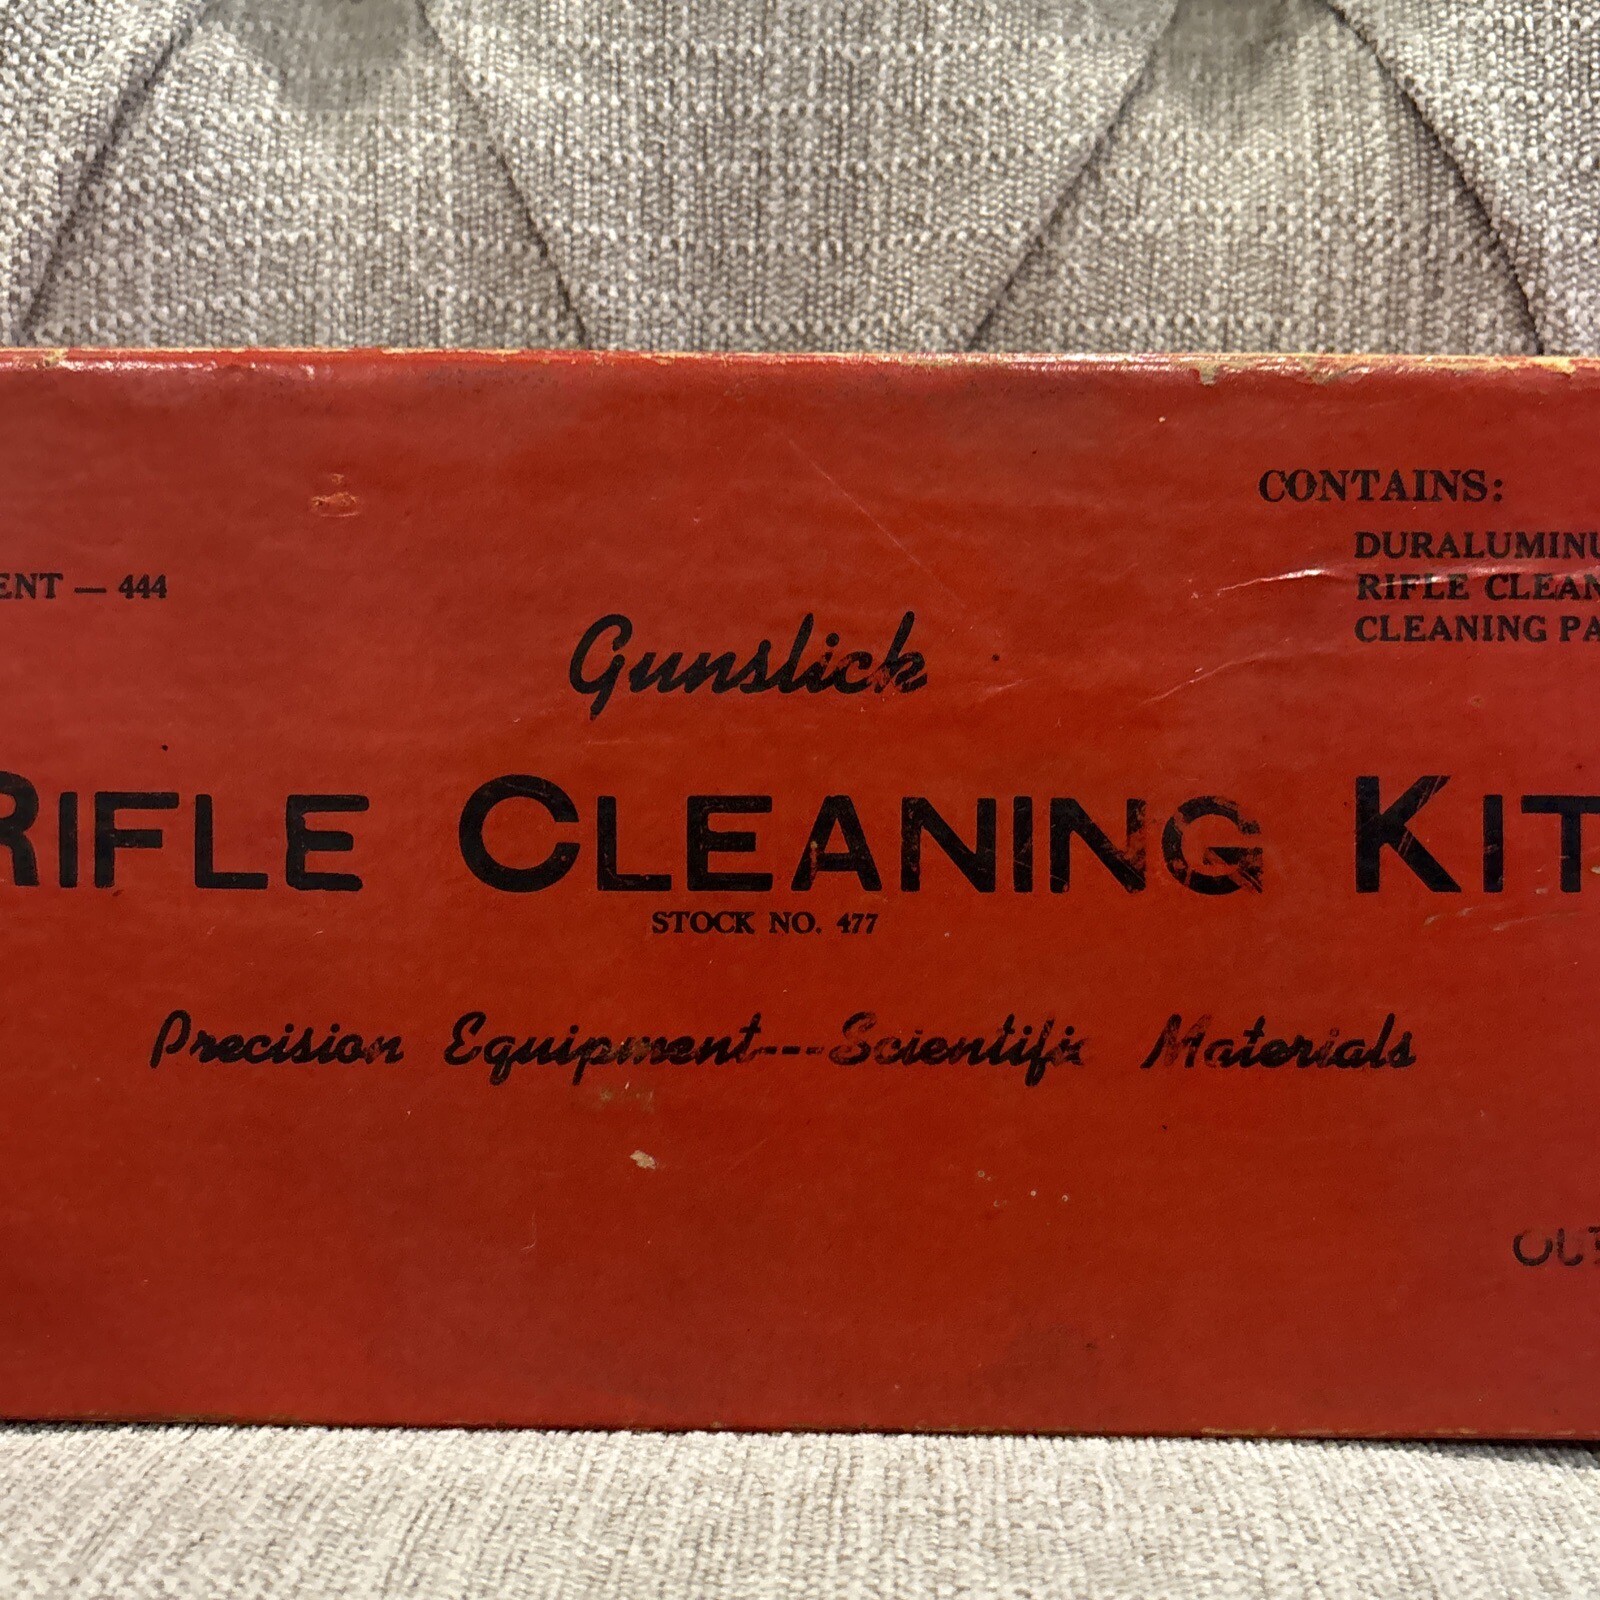 CONTAINS:
DURALUMINU
RIFLE CLEAN
CLEANING PA
ENT — 444
Gunslick
RIFLE CLEANING KIT
STOCK NO. 477
Precision Equipment---Scientific Materials
OUT